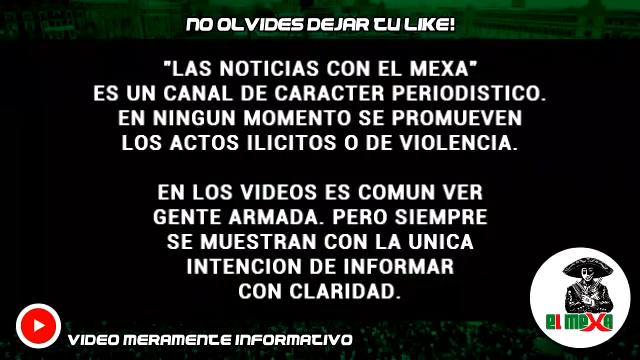 NO OLVIDES DEJAR TU LIKE!
"LAS NOTICIAS CON EL MEXA"
ES UN CANAL DE CARACTER PERIODISTICO.
EN NINGUN MOMENTO SE PROMUEVEN
LOS ACTOS ILICITOS O DE VIOLENCIA.
EN LOS VIDEOS ES COMUN VER
GENTE ARMADA. PERO SIEMPRE
SE MUESTRAN CON LA UNICA
INTENCION DE INFORMAR
CON CLARIDAD.
EL MEXA
VIDEO MERAMENTE INFORMATIVO